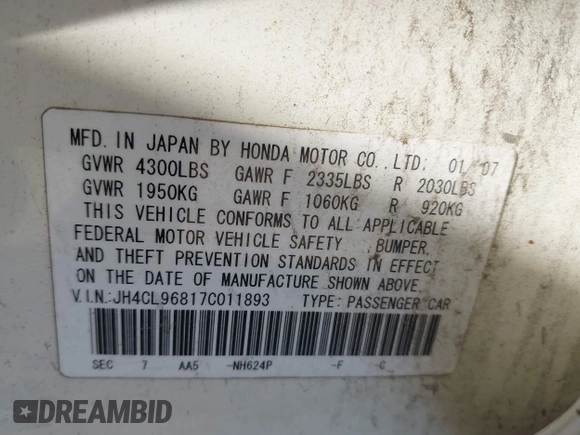 MFD. IN JAPAN BY HONDA MOTOR CO., LTD. 01/07
GVWR 4300LBS GAWR F 2335LBS R 2030LBS
GVWR 1950KG GAWR F 1060KG R 920KG
THIS VEHICLE CONFORMS TO ALL APPLICABLE
FEDERAL MOTOR VEHICLE SAFETY , BUMPER,
AND THEFT PREVENTION STANDARDS IN EFFECT
ON THE DATE OF MANUFACTURE SHOWN ABOVE.
V.I.N.:JH4CL96817C011893 TYPE: PASSENGER CAR
SEC 7 AA5 -NH624P -F -C
DREAMBID